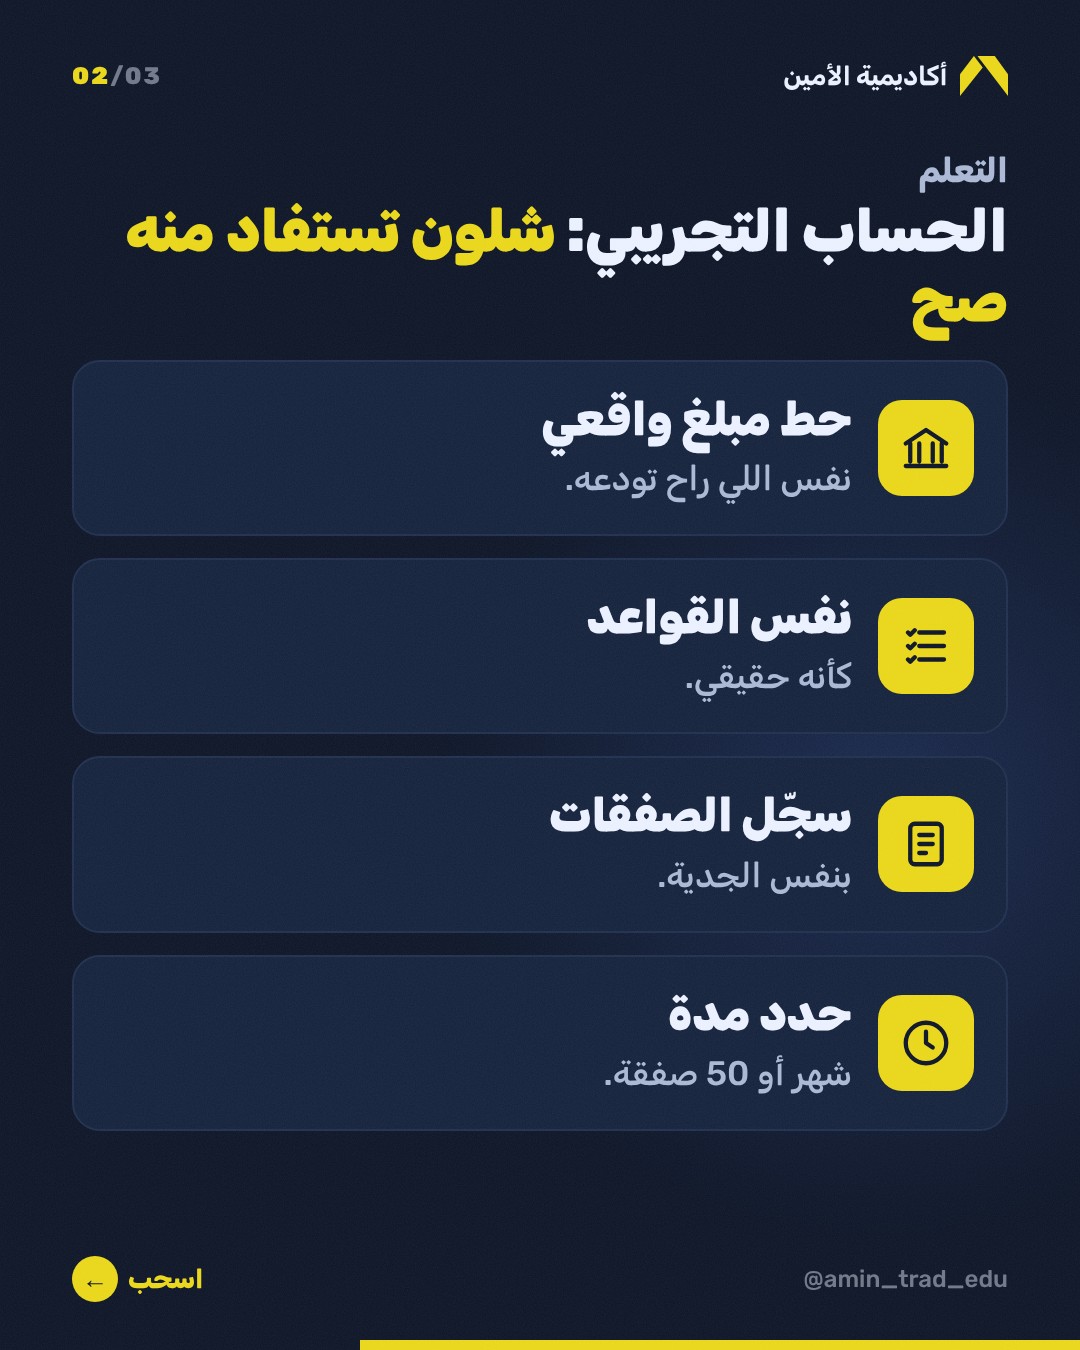 أكاديمية الأمين
02/03
التعلم
الحساب التجريبي: شلون تستفاد منه
صح
حط مبلغ واقعي
نفس اللي راح تودعه.
نفس القواعد
كأنه حقيقي.
سجّل الصفقات
بنفس الجدية.
حدد مدة
شهر أو 50 صفقة.
@amin_trad_edu
اسحب ←